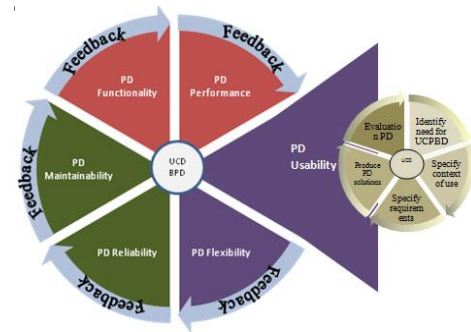 Feedback
Feedback
PD
Functionality
PD
Performance
PD
Usability
PD
Maintainability
UCD
BPD
PD Reliability
PD Flexibility
Feedback
Feedback
Feedback
Evaluatio
n PD
Identify
need for
UCPBD
Specify
context
of use
Specify
requirem
ents
Produce
PD
solutions
UCD